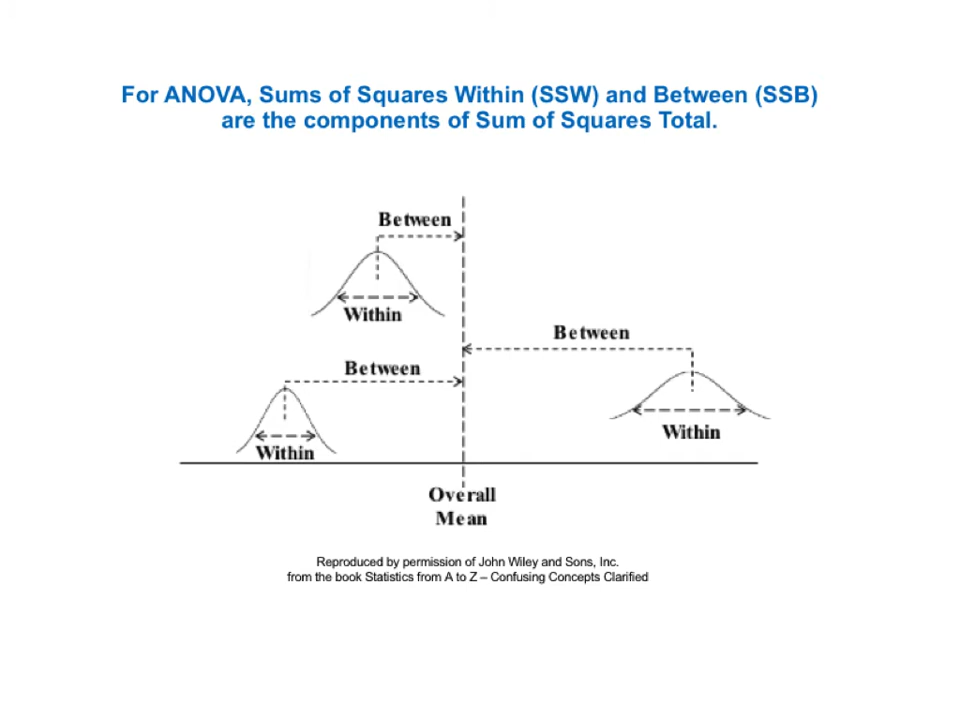 For ANOVA, Sums of Squares Within (SSW) and Between (SSB)
are the components of Sum of Squares Total.
Between
Within
Between
Between
Within
Within
Overall
Mean
Reproduced by permission of John Wiley and Sons, Inc.
from the book Statistics from A to Z – Confusing Concepts Clarified